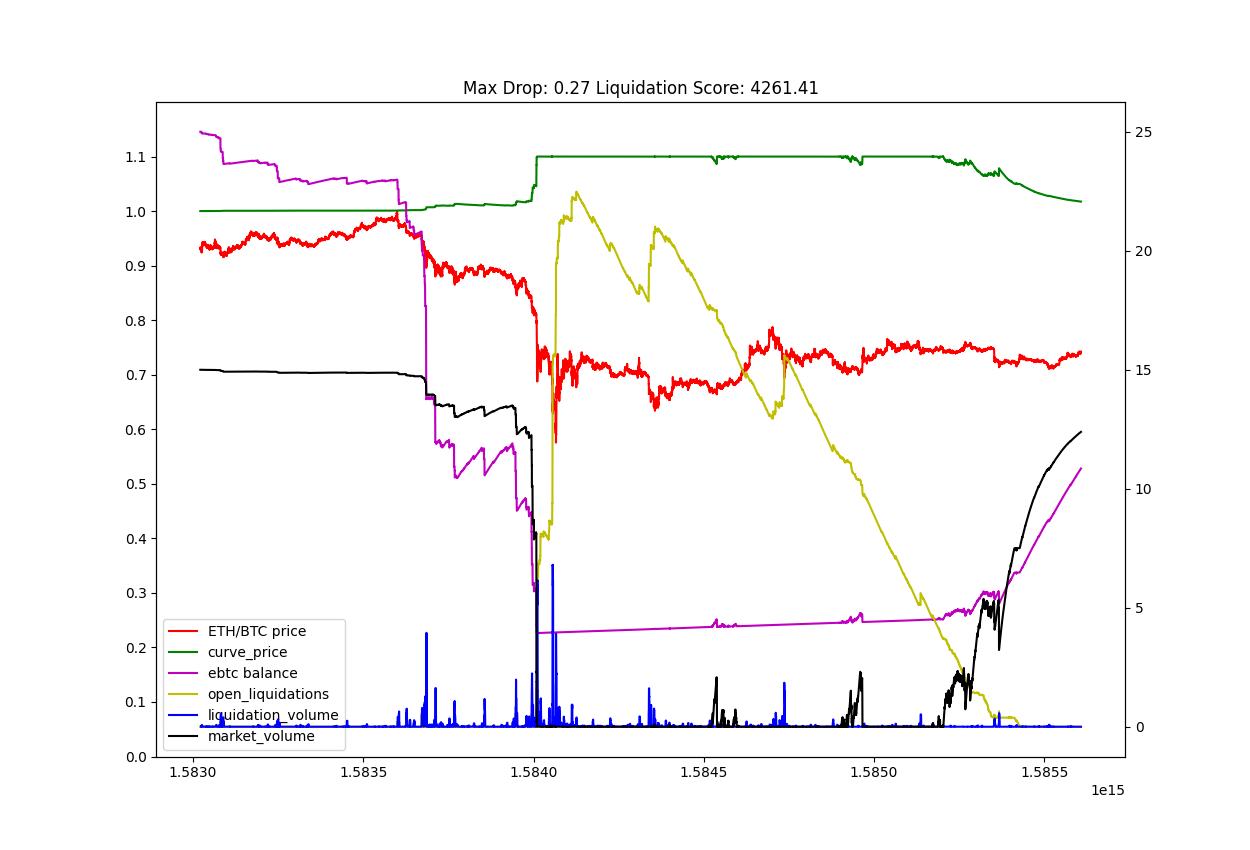 Max Drop: 0.27 Liquidation Score: 4261.41
1.1
1.0
0.9
0.8
0.7
0.6
0.5
0.4
0.3
0.2
0.1
0.0
25
20
15
10
5
0
ETH/BTC price
curve_price
ebtc balance
open_liquidations
liquidation_volume
market_volume
1.5830 1.5835 1.5840 1.5845 1.5850 1.5855
1e15